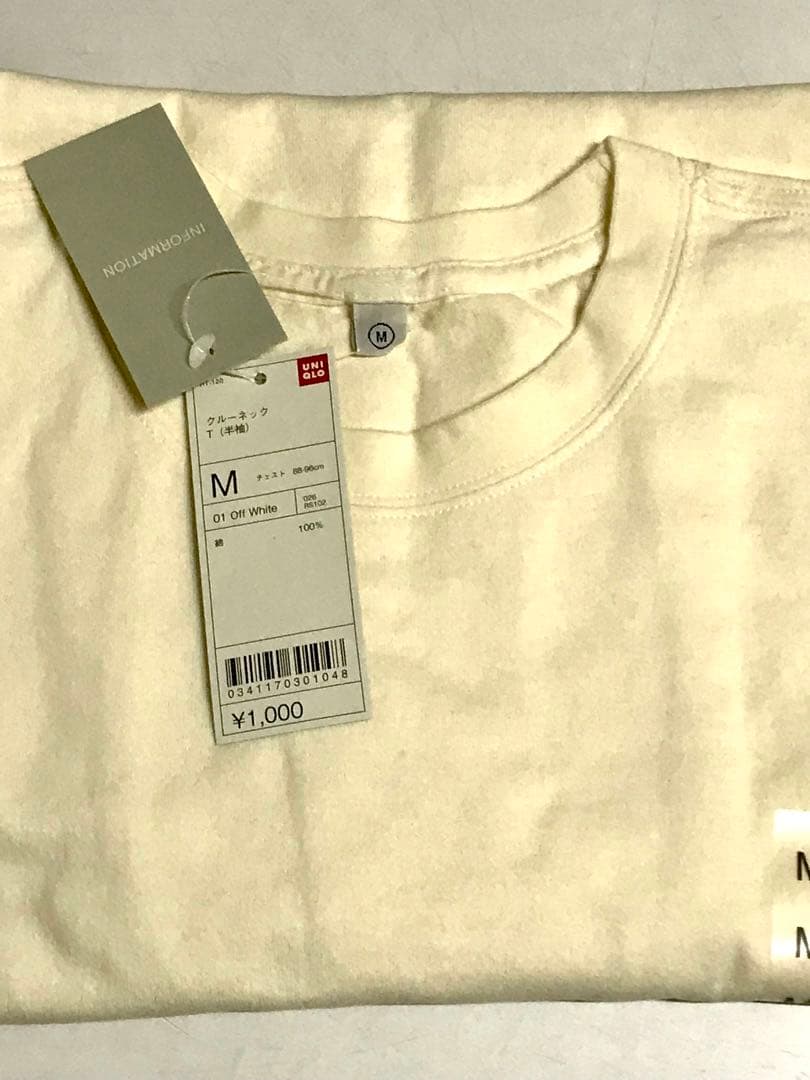 INFORMATION
UNI
QLO
クルーネック
T (半袖)
M チェスト 88-96cm
01 Off White
026
RS102
綿 100%
0341170301048
¥1,000
M
M
M